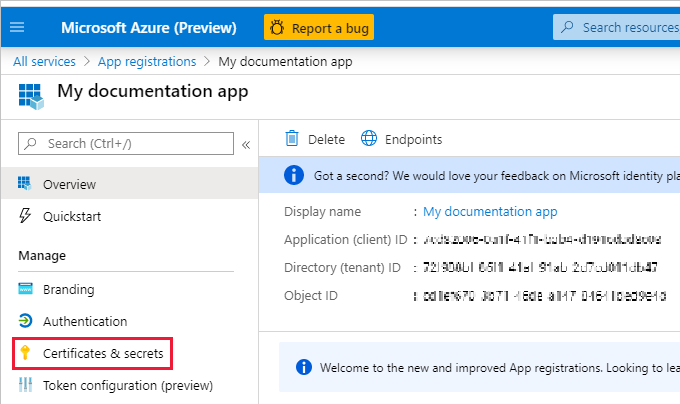 Microsoft Azure (Preview)
Report a bug
Search resources
All services > App registrations > My documentation app
My documentation app
Search (Ctrl+/)
«
Delete
Endpoints
Overview
Quickstart
Got a second? We would love your feedback on Microsoft identity pla
Display name : My documentation app
Application (client) ID :
Directory (tenant) ID :
Object ID :
Manage
Branding
Authentication
Certificates & secrets
Token configuration (preview)
Welcome to the new and improved App registrations. Looking to lea